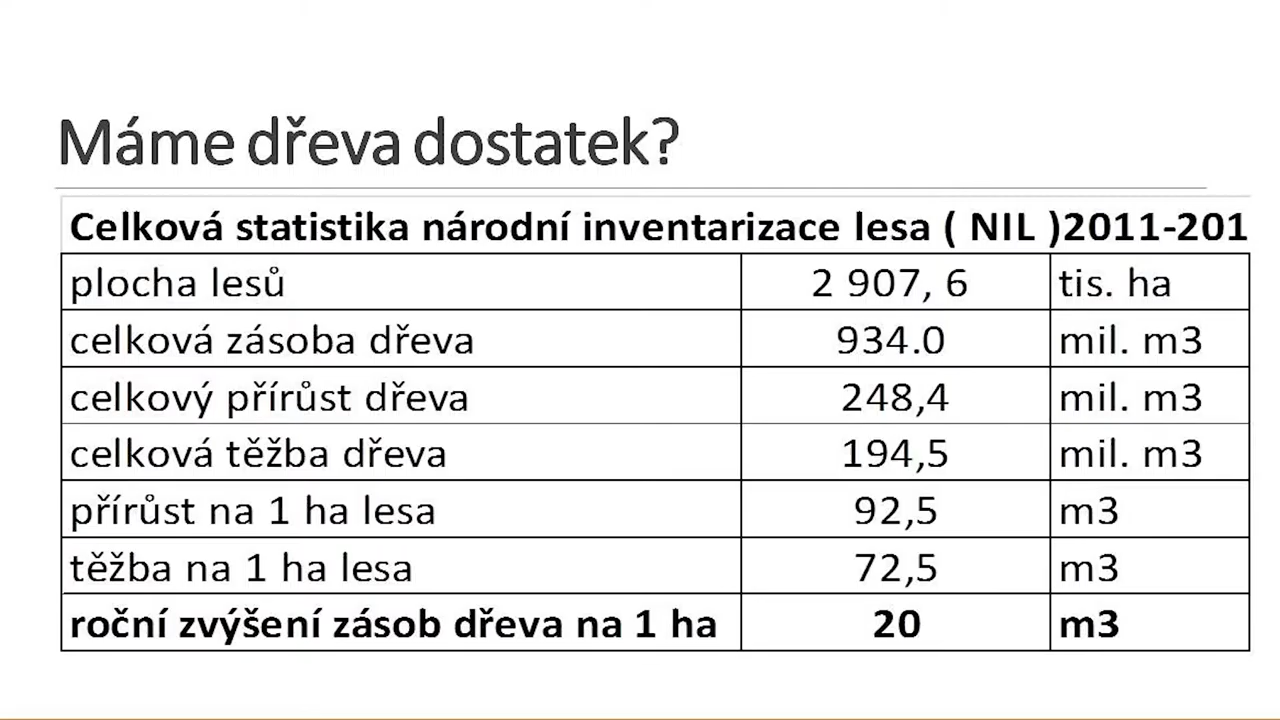 Máme dřeva dostatek?
Celková statistika národní inventarizace lesa ( NIL )2011-201
plocha lesů 2 907, 6 tis. ha
celková zásoba dřeva 934.0 mil. m3
celkový přírůst dřeva 248,4 mil. m3
celková těžba dřeva 194,5 mil. m3
přírůst na 1 ha lesa 92,5 m3
těžba na 1 ha lesa 72,5 m3
roční zvýšení zásob dřeva na 1 ha 20 m3